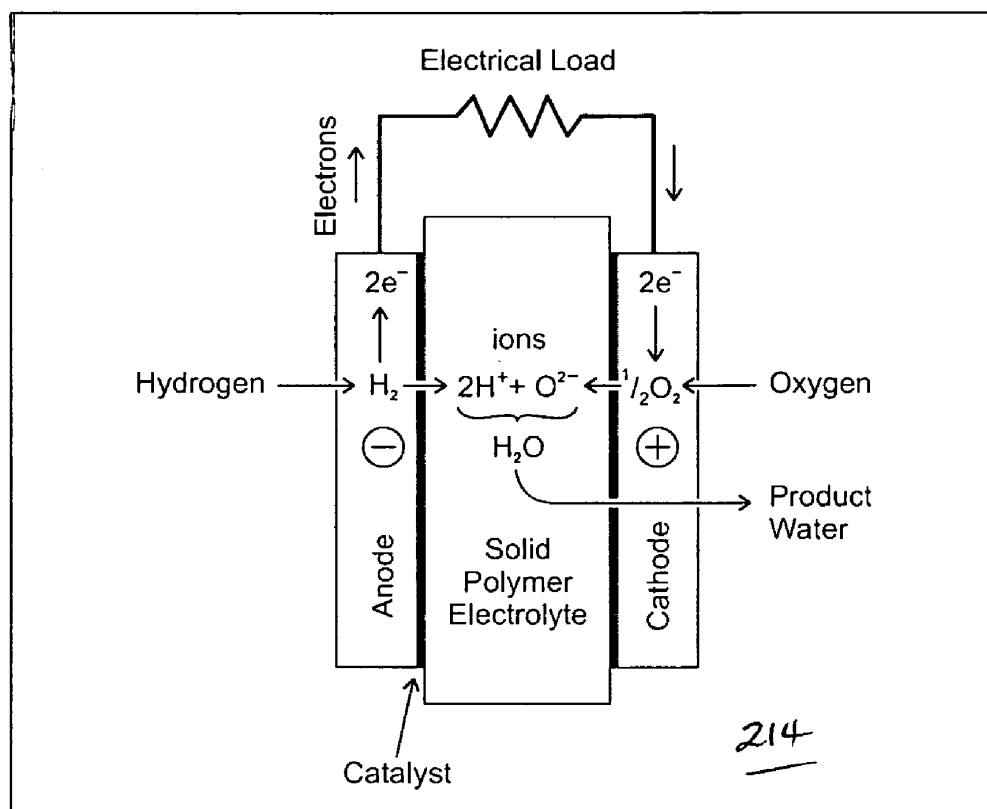 Electrical Load
Electrons
2e⁻
2e⁻
ions
Hydrogen
H₂
2H⁺ + O²⁻
¹/₂O₂
Oxygen
−
H₂O
+
Product
Water
Anode
Solid
Polymer
Electrolyte
Cathode
Catalyst
214